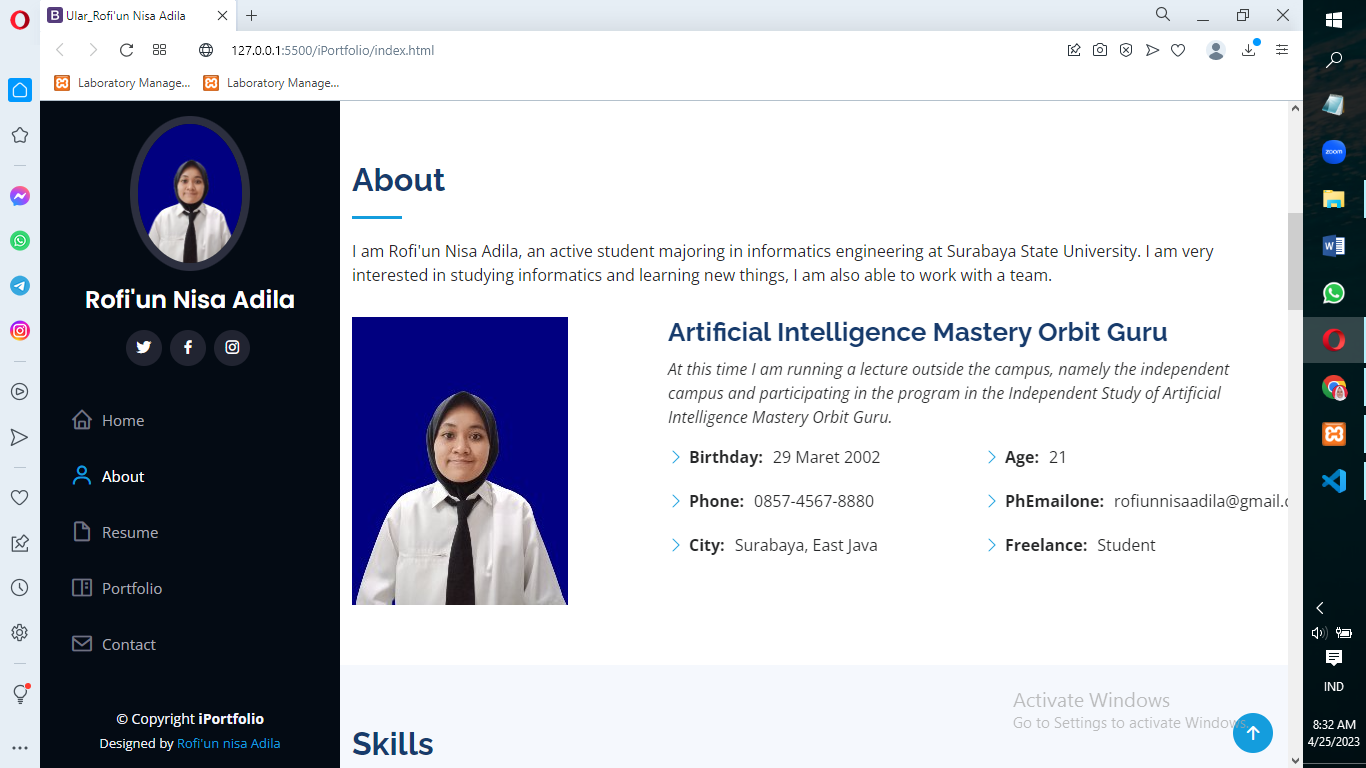 Ular_Rofi'un Nisa Adila
127.0.0.1:5500/iPortfolio/index.html
Laboratory Manage...
Laboratory Manage...
Rofi'un Nisa Adila
Home
About
Resume
Portfolio
Contact
© Copyright iPortfolio
Designed by Rofi'un nisa Adila
About
I am Rofi'un Nisa Adila, an active student majoring in informatics engineering at Surabaya State University. I am very
interested in studying informatics and learning new things, I am also able to work with a team.
Artificial Intelligence Mastery Orbit Guru
At this time I am running a lecture outside the campus, namely the independent
campus and participating in the program in the Independent Study of Artificial
Intelligence Mastery Orbit Guru.
Birthday: 29 Maret 2002
Age: 21
Phone: 0857-4567-8880
PhEmailone: rofiunnisaadila@gmail.c
City: Surabaya, East Java
Freelance: Student
Skills
Activate Windows
Go to Settings to activate Windows.
zoom
IND
8:32 AM
4/25/2023